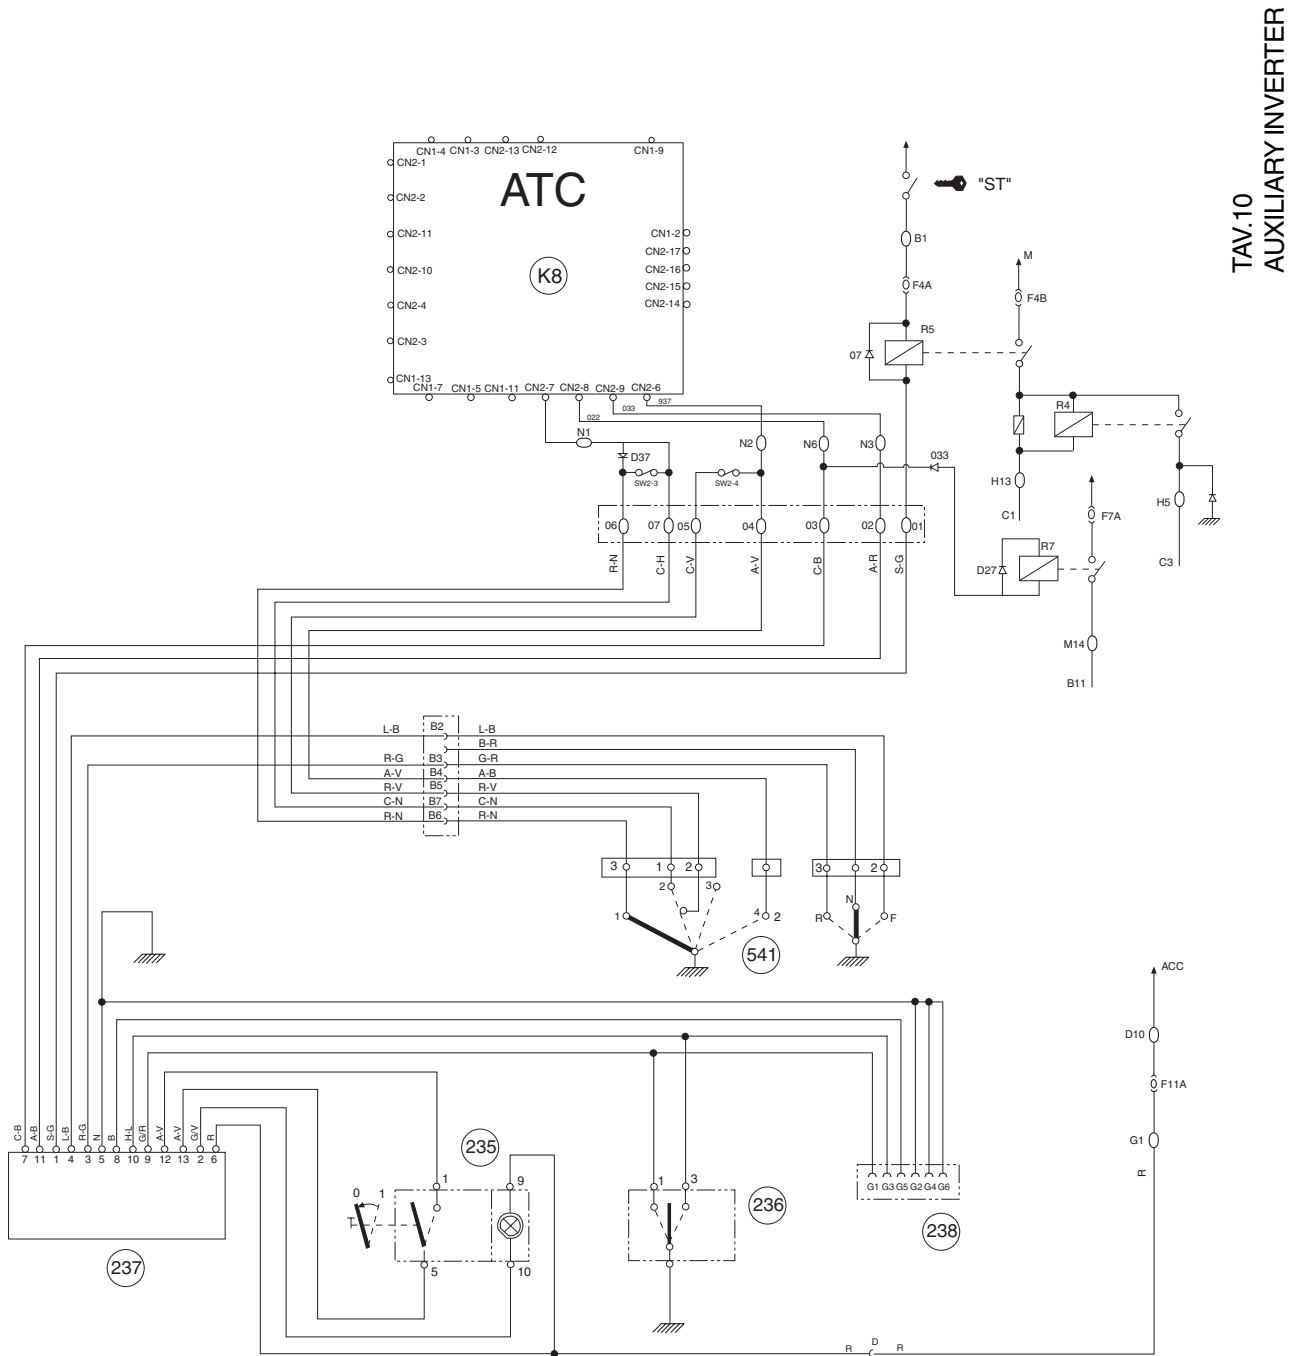 TAV.10
AUXILIARY INVERTER
CN1-4 CN1-3 CN2-13 CN2-12 CN1-9
CN2-1
CN2-2
CN2-11
CN2-10
CN2-4
CN2-3
CN1-13
ATC
K8
CN1-2
CN2-17
CN2-16
CN2-15
CN2-14
CN1-7 CN1-5 CN1-11 CN2-7 CN2-8 CN2-9 CN2-6
937
033
022
"ST"
B1
F4A
R5
07
M
F4B
R4
H13
C1
H5
C3
F7A
R7
D27
M14
B11
N1
N2
N6
N3
033
D37
SW2-3
SW2-4
06 07 05 04 03 02 01
R-N C-H C-V A-V C-B A-R S-G
L-B B2 L-B
B-R
R-G B3 G-R
A-V B4 A-B
R-V B5 R-V
C-N B7 C-N
R-N B6 R-N
3 1 2
2 3
1 4 2
541
3 2
N
R F
ACC
D10
F11A
G1
R
C-B A-B S-G L-B R-G N B H-L G/R A-V A-V G/V R
7 11 1 4 3 5 8 10 9 12 13 2 6
237
235
0 1
1 9
5 10
236
1 3
G1 G3 G5 G2 G4 G6
238
R D R